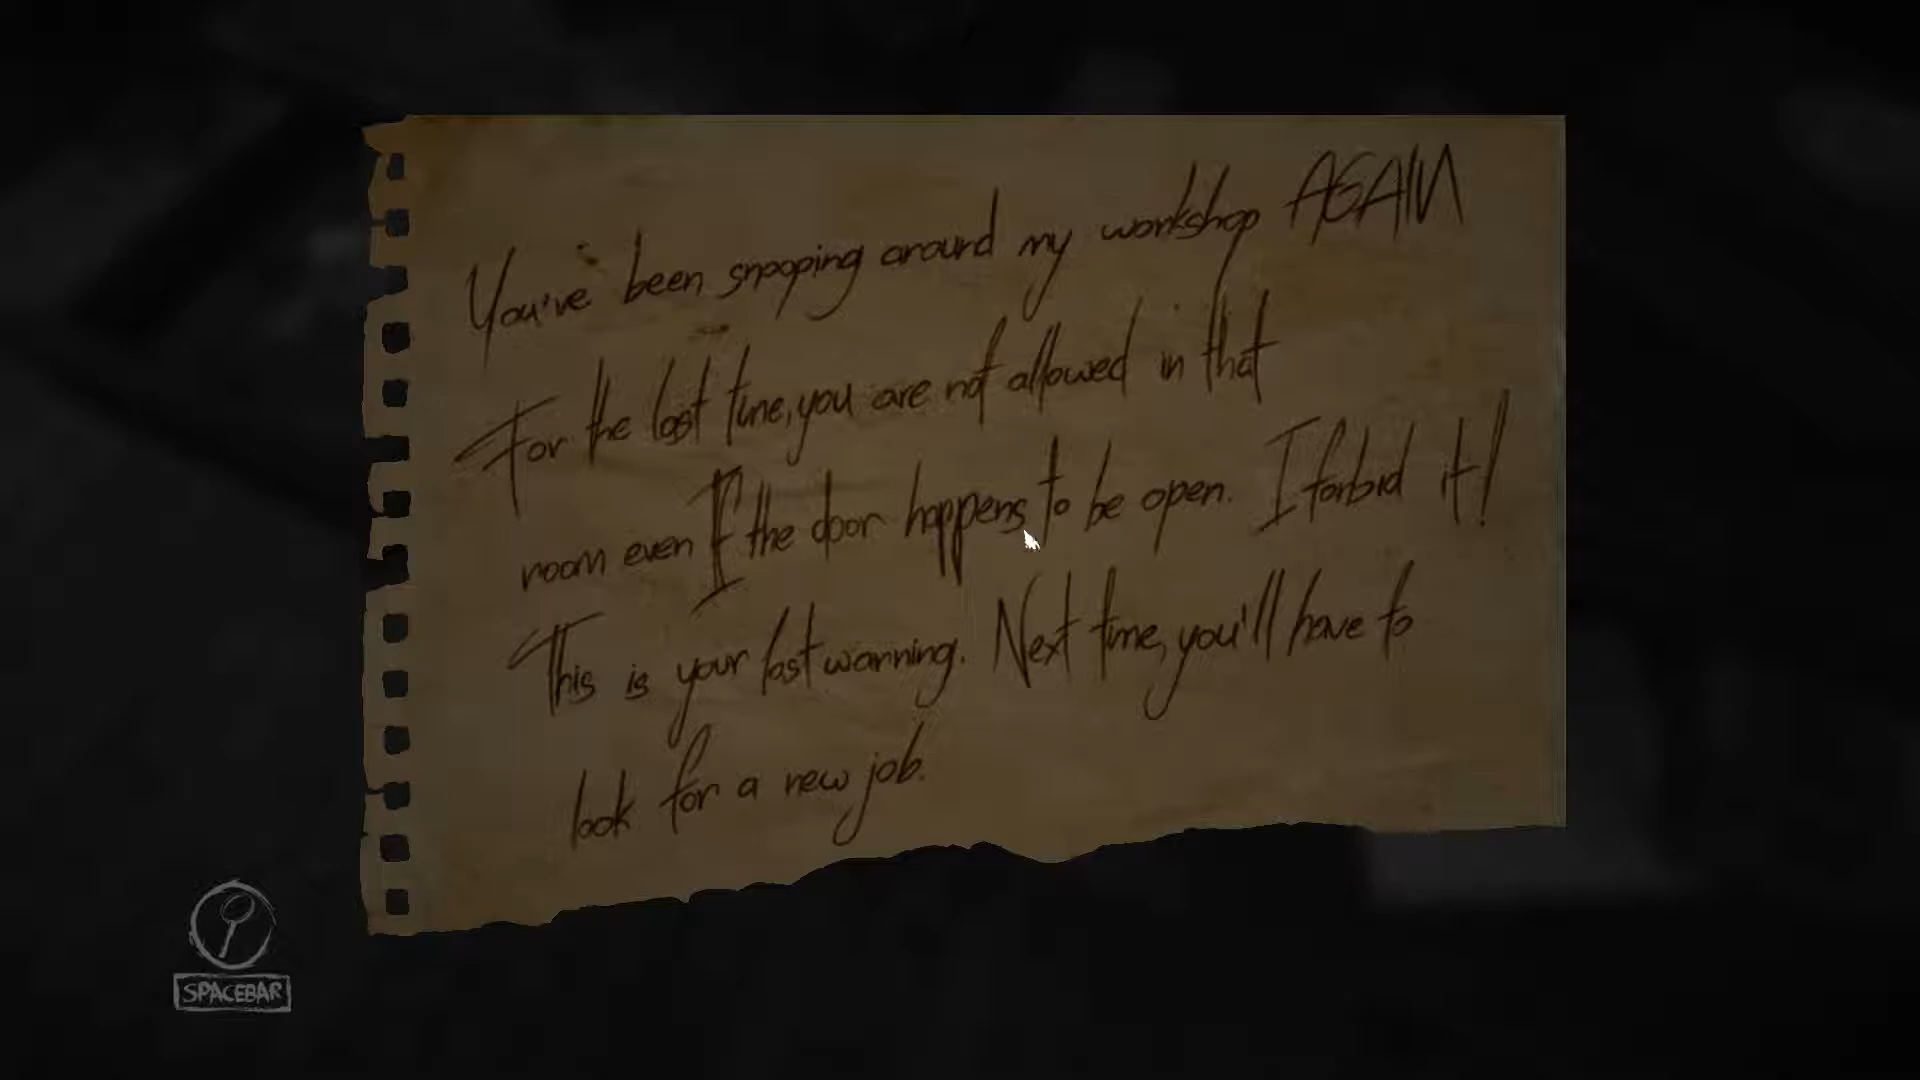 You've been snooping around my workshop AGAIN
For the last time, you are not allowed in that
room even If the door happens to be open. I forbid it!
This is your last warning. Next time, you'll have to
look for a new job.
SPACEBAR